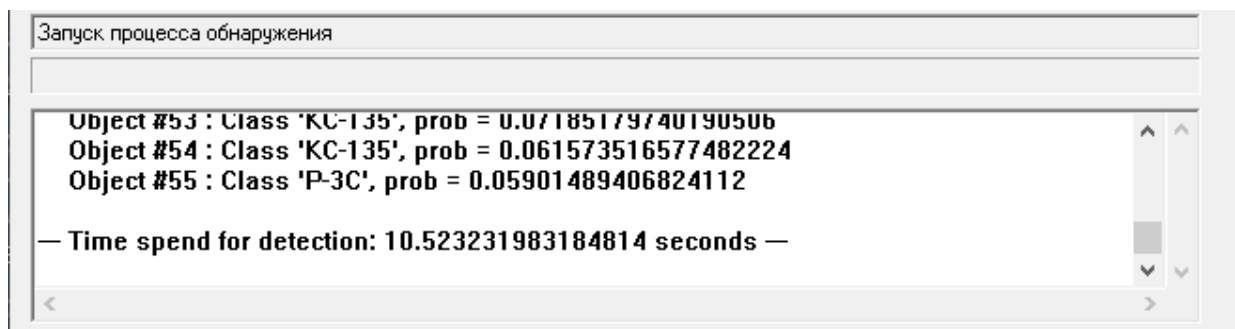 Запуск процесса обнаружения
Object #53 : Class 'KC-135', prob = 0.07185179740190506
Object #54 : Class 'KC-135', prob = 0.061573516577482224
Object #55 : Class 'P-3C', prob = 0.05901489406824112
— Time spend for detection: 10.523231983184814 seconds —